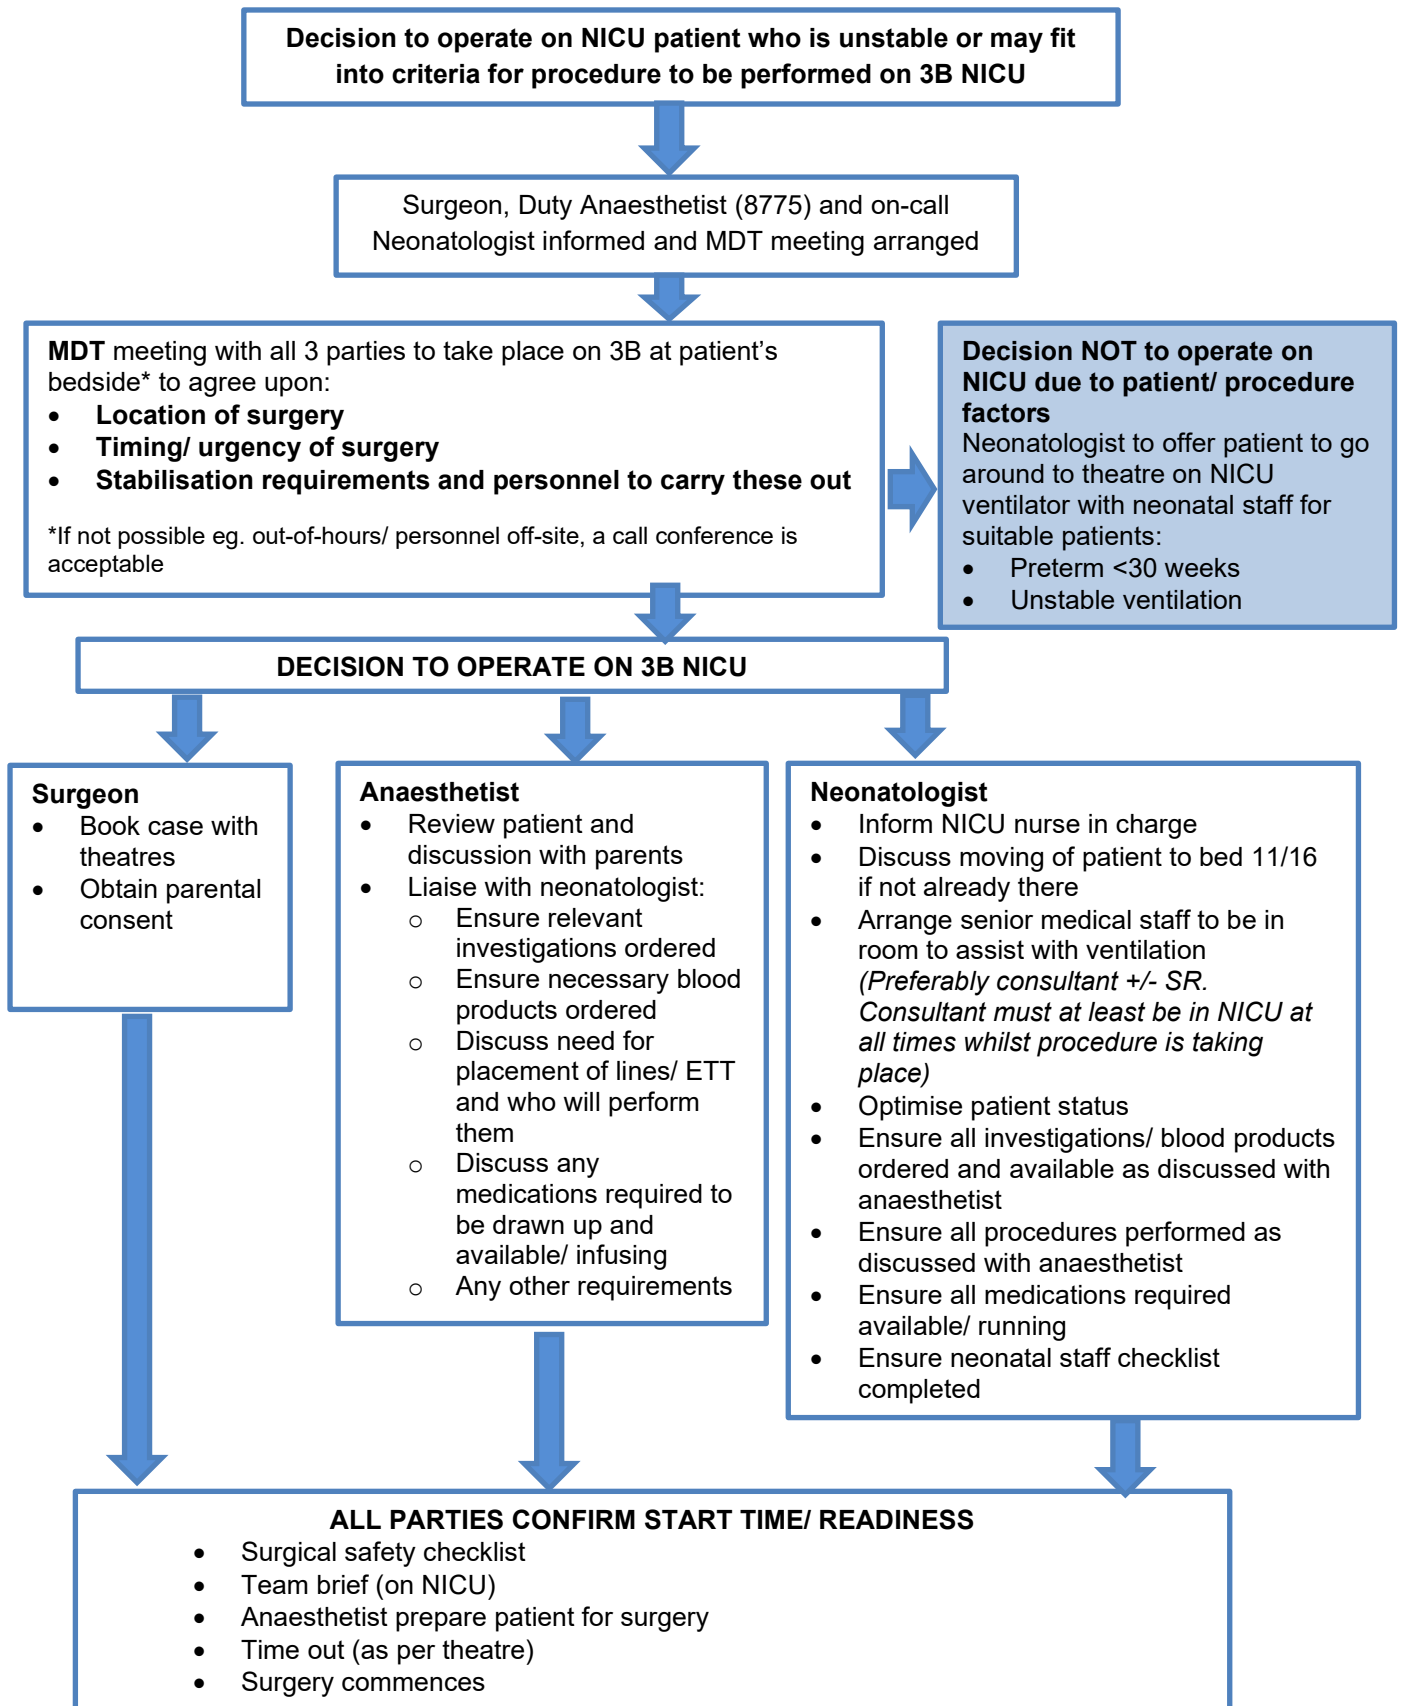 Decision to operate on NICU patient who is unstable or may fit
into criteria for procedure to be performed on 3B NICU
Surgeon, Duty Anaesthetist (8775) and on-call
Neonatologist informed and MDT meeting arranged
MDT meeting with all 3 parties to take place on 3B at patient’s
bedside* to agree upon:
• Location of surgery
• Timing/ urgency of surgery
• Stabilisation requirements and personnel to carry these out
*If not possible eg. out-of-hours/ personnel off-site, a call conference is
acceptable
Decision NOT to operate on
NICU due to patient/ procedure
factors
Neonatologist to offer patient to go
around to theatre on NICU
ventilator with neonatal staff for
suitable patients:
• Preterm <30 weeks
• Unstable ventilation
DECISION TO OPERATE ON 3B NICU
Surgeon
• Book case with
theatres
• Obtain parental
consent
Anaesthetist
• Review patient and
discussion with parents
• Liaise with neonatologist:
o Ensure relevant
investigations ordered
o Ensure necessary blood
products ordered
o Discuss need for
placement of lines/ ETT
and who will perform
them
o Discuss any
medications required to
be drawn up and
available/ infusing
o Any other requirements
Neonatologist
• Inform NICU nurse in charge
• Discuss moving of patient to bed 11/16
if not already there
• Arrange senior medical staff to be in
room to assist with ventilation
(Preferably consultant +/- SR.
Consultant must at least be in NICU at
all times whilst procedure is taking
place)
• Optimise patient status
• Ensure all investigations/ blood products
ordered and available as discussed with
anaesthetist
• Ensure all procedures performed as
discussed with anaesthetist
• Ensure all medications required
available/ running
• Ensure neonatal staff checklist
completed
ALL PARTIES CONFIRM START TIME/ READINESS
• Surgical safety checklist
• Team brief (on NICU)
• Anaesthetist prepare patient for surgery
• Time out (as per theatre)
• Surgery commences